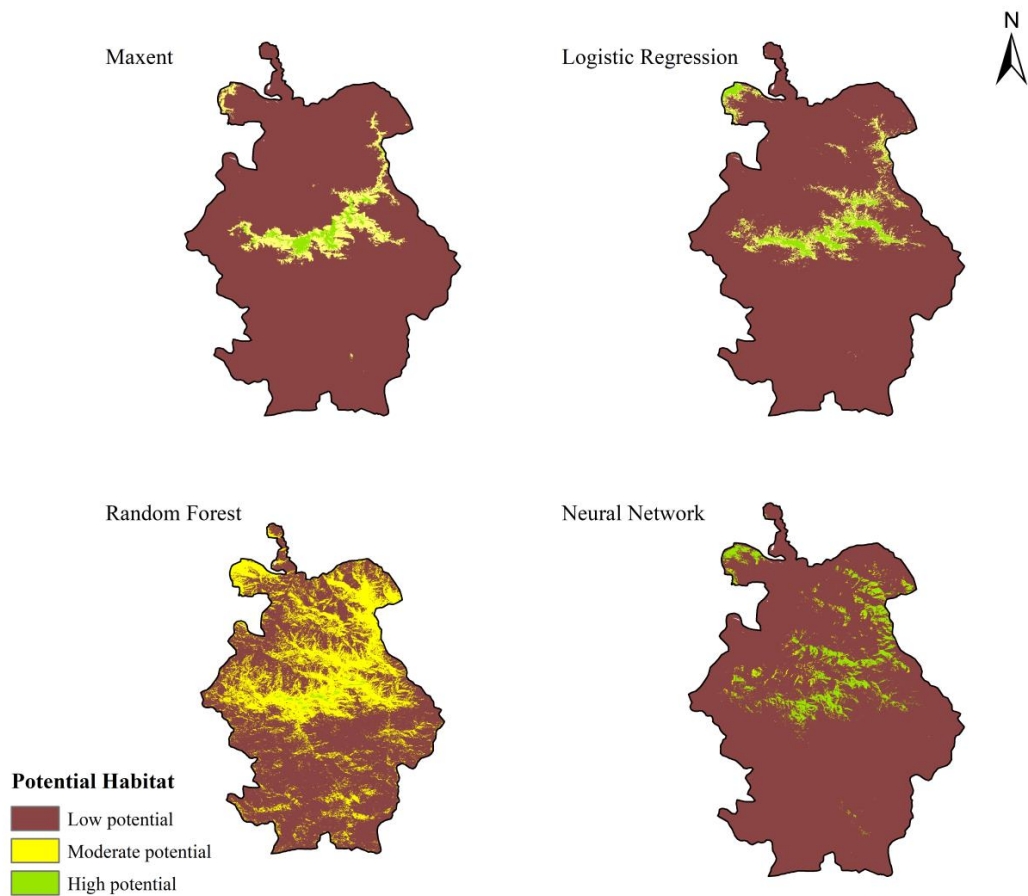 N
Maxent
Logistic Regression
Random Forest
Neural Network
Potential Habitat
Low potential
Moderate potential
High potential